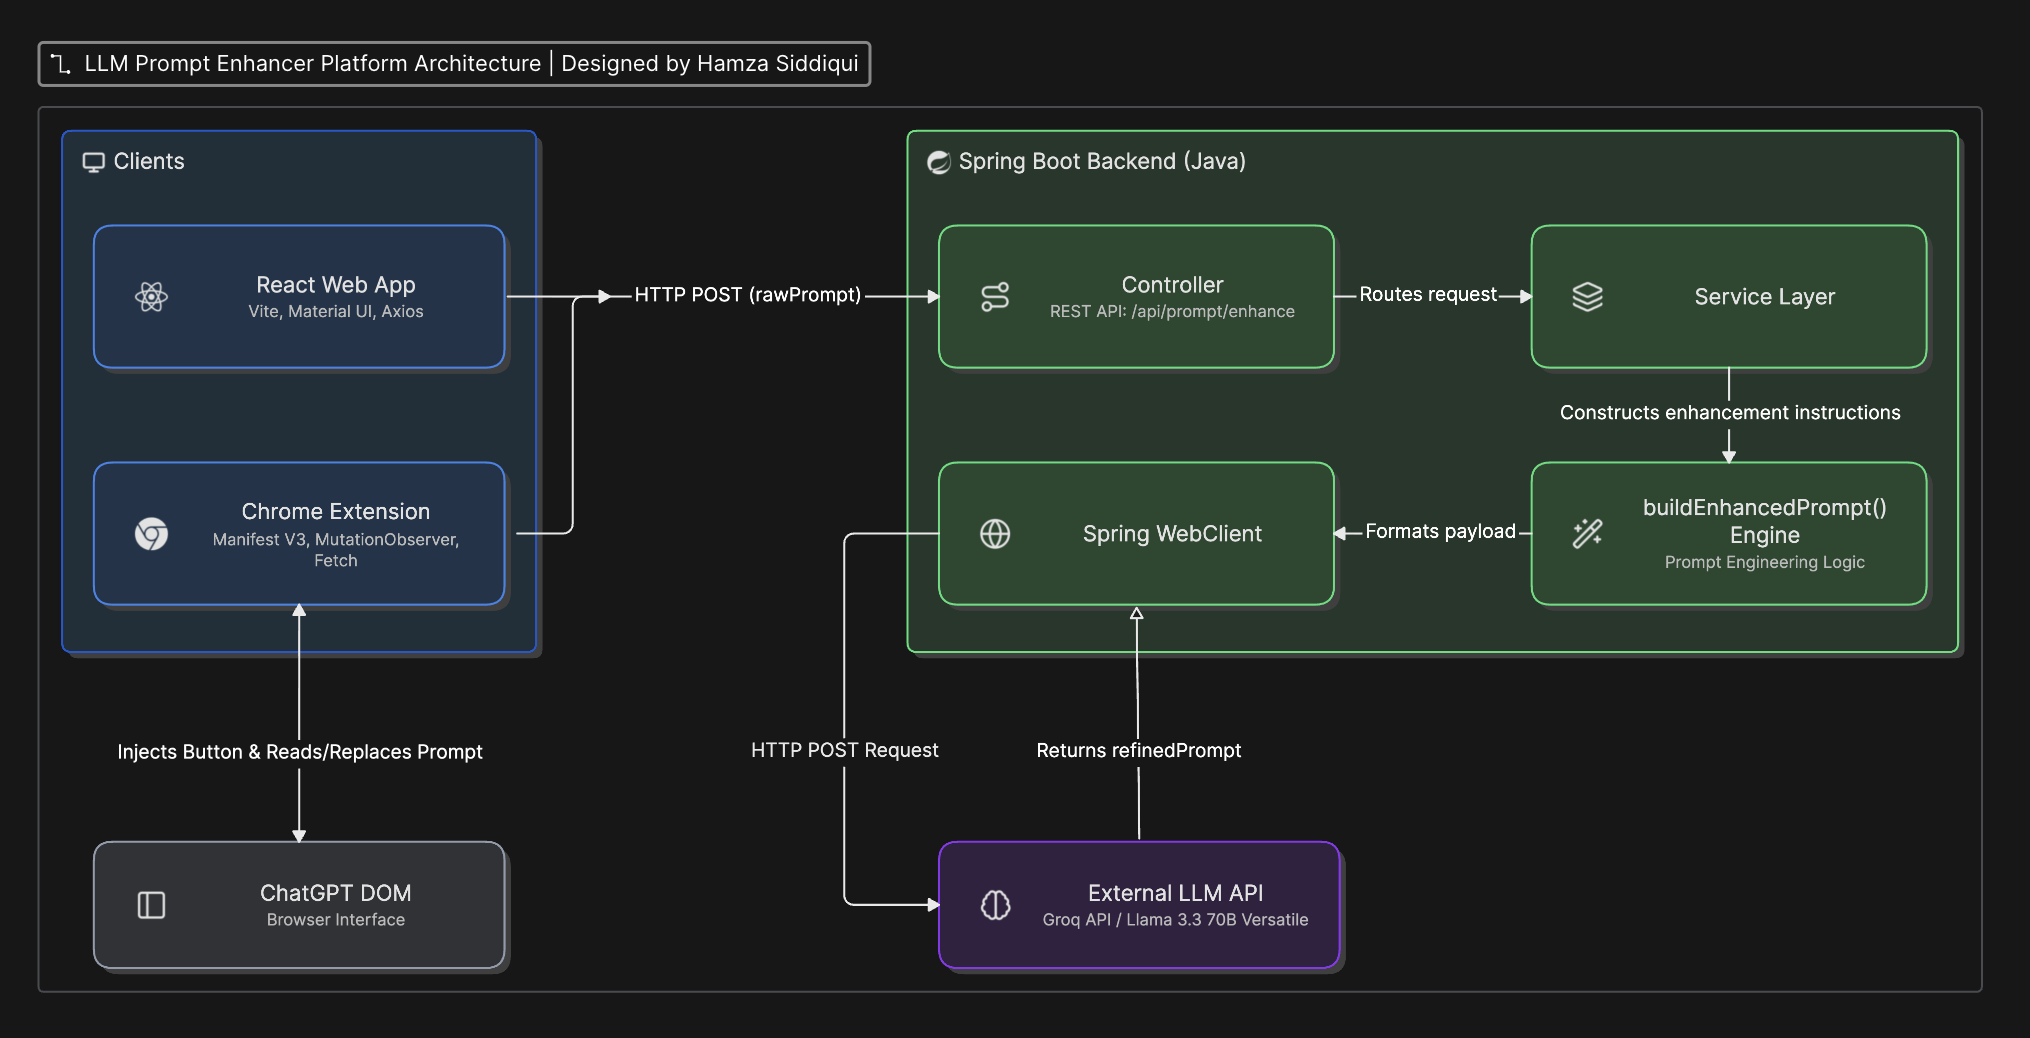 LLM Prompt Enhancer Platform Architecture | Designed by Hamza Siddiqui
Clients
React Web App
Vite, Material UI, Axios
Chrome Extension
Manifest V3, MutationObserver,
Fetch
HTTP POST (rawPrompt)
Spring Boot Backend (Java)
Controller
REST API: /api/prompt/enhance
Routes request
Service Layer
Constructs enhancement instructions
buildEnhancedPrompt()
Engine
Prompt Engineering Logic
Formats payload
Spring WebClient
Injects Button & Reads/Replaces Prompt
HTTP POST Request
Returns refinedPrompt
ChatGPT DOM
Browser Interface
External LLM API
Groq API / Llama 3.3 70B Versatile